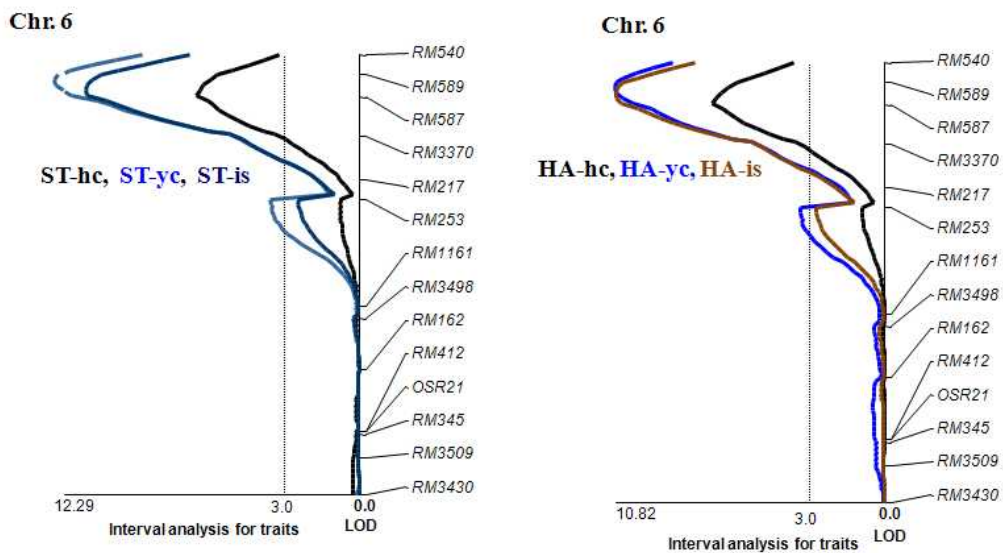 Chr. 6
RM540
RM589
RM587
RM3370
ST-hc, ST-yc, ST-is
RM217
RM253
RM1161
RM3498
RM162
RM412
OSR21
RM345
RM3509
RM3430
12.29 3.0 0.0
Interval analysis for traits LOD
Chr. 6
RM540
RM589
RM587
RM3370
HA-hc, HA-yc, HA-is
RM217
RM253
RM1161
RM3498
RM162
RM412
OSR21
RM345
RM3509
RM3430
10.82 3.0 0.0
Interval analysis for traits LOD